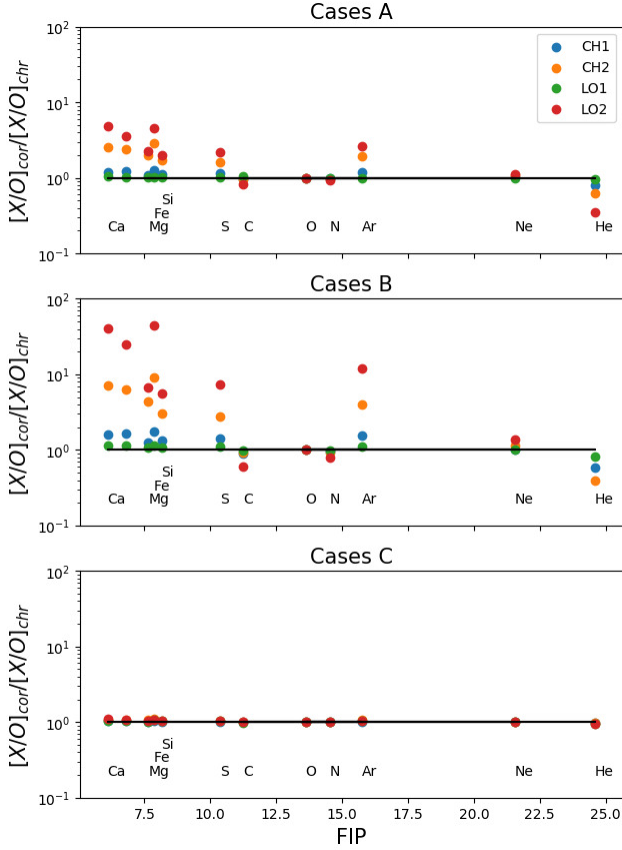 Cases A
[X/O]cor/[X/O]chr
10²
10¹
10⁰
10⁻¹
CH1
CH2
LO1
LO2
Si
Fe
Ca Mg S C O N Ar Ne He
Cases B
[X/O]cor/[X/O]chr
10²
10¹
10⁰
10⁻¹
Si
Fe
Ca Mg S C O N Ar Ne He
Cases C
[X/O]cor/[X/O]chr
10²
10¹
10⁰
10⁻¹
Si
Fe
Ca Mg S C O N Ar Ne He
7.5 10.0 12.5 15.0 17.5 20.0 22.5 25.0
FIP